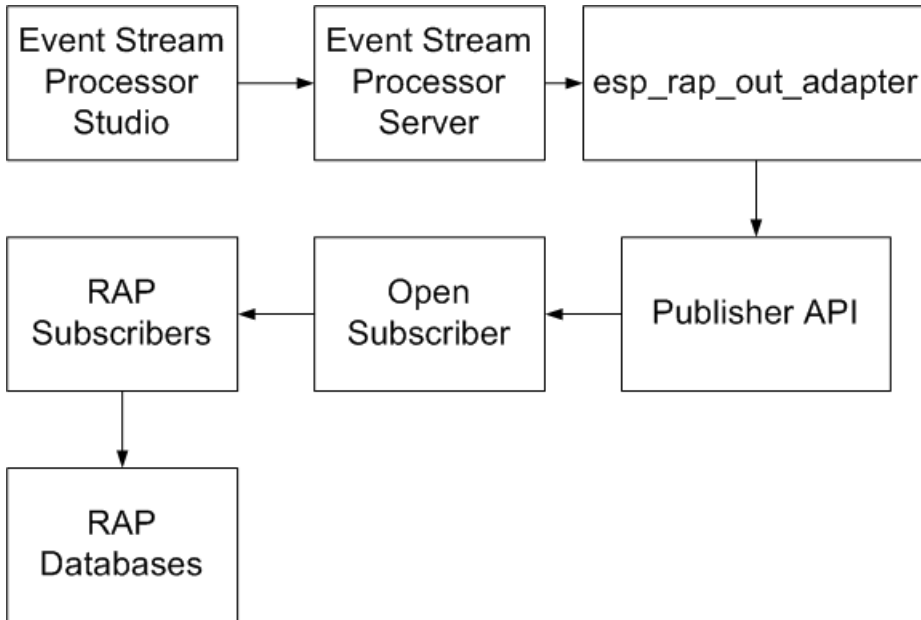 Event Stream
Processor
Studio
Event Stream
Processor
Server
esp_rap_out_adapter
RAP
Subscribers
Open
Subscriber
Publisher API
RAP
Databases